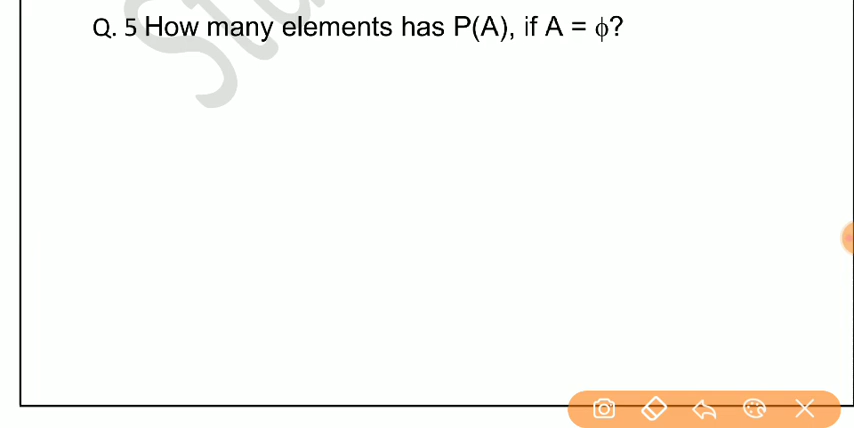 Q. 5 How many elements has P(A), if A = ϕ?